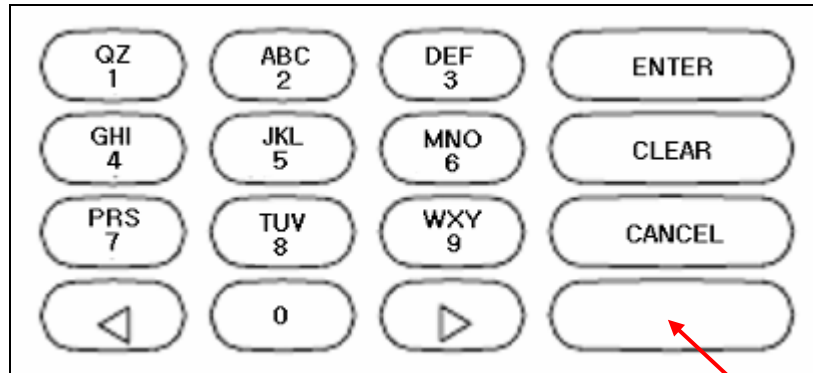 QZ
1
ABC
2
DEF
3
ENTER
GHI
4
JKL
5
MNO
6
CLEAR
PRS
7
TUV
8
WXY
9
CANCEL
0